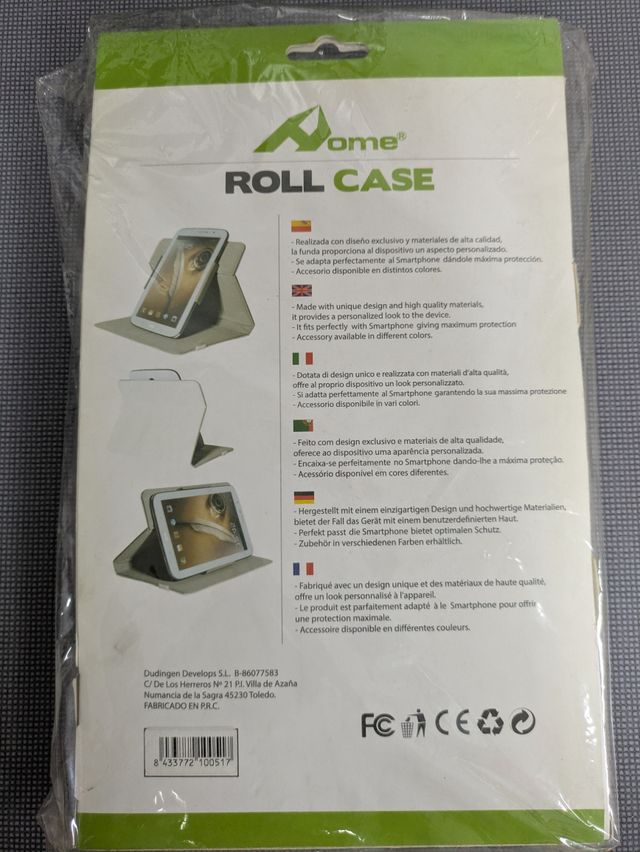 Home®
ROLL CASE
- Realizada con diseño exclusivo y materiales de alta calidad,
la funda proporciona al dispositivo un aspecto personalizado.
- Se adapta perfectamente al Smartphone dándole máxima protección.
- Accesorio disponible en distintos colores.
- Made with unique design and high quality materials,
it provides a personalized look to the device.
- It fits perfectly with Smartphone giving maximum protection
- Accessory available in different colors.
- Dotata di design unico e realizzata con materiali d'alta qualità,
offre al proprio dispositivo un look personalizzato.
- Si adatta perfettamente al Smartphone garantendo la sua massima protezione
- Accessorio disponibile in vari colori.
- Feito com design exclusivo e materiais de alta qualidade,
oferece ao dispositivo uma aparência personalizada.
- Encaixa-se perfeitamente no Smartphone dando-lhe a máxima proteção.
- Acessório disponível em cores diferentes.
- Hergestellt mit einem einzigartigen Design und hochwertige Materialien,
bietet der Fall das Gerät mit einem benutzerdefinierten Haut.
- Perfekt passt die Smartphone bietet optimalen Schutz.
- Zubehör in verschiedenen Farben erhältlich.
- Fabriqué avec un design unique et des matériaux de haute qualité,
offre un look personnalisé à l'appareil.
- Le produit est parfaitement adapté à le Smartphone pour offrir
une protection maximale.
- Accessoire disponible en différentes couleurs.
Dudingen Develops S.L. B-86077583
C/ De Los Herreros Nº 21 P.I. Villa de Azaña
Numancia de la Sagra 45230 Toledo.
FABRICADO EN P.R.C.
FC CE
8 433772 100517